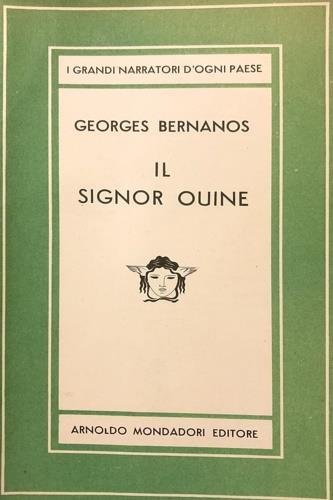 I GRANDI NARRATORI D'OGNI PAESE
GEORGES BERNANOS
IL
SIGNOR OUINE
ARNOLDO MONDADORI EDITORE